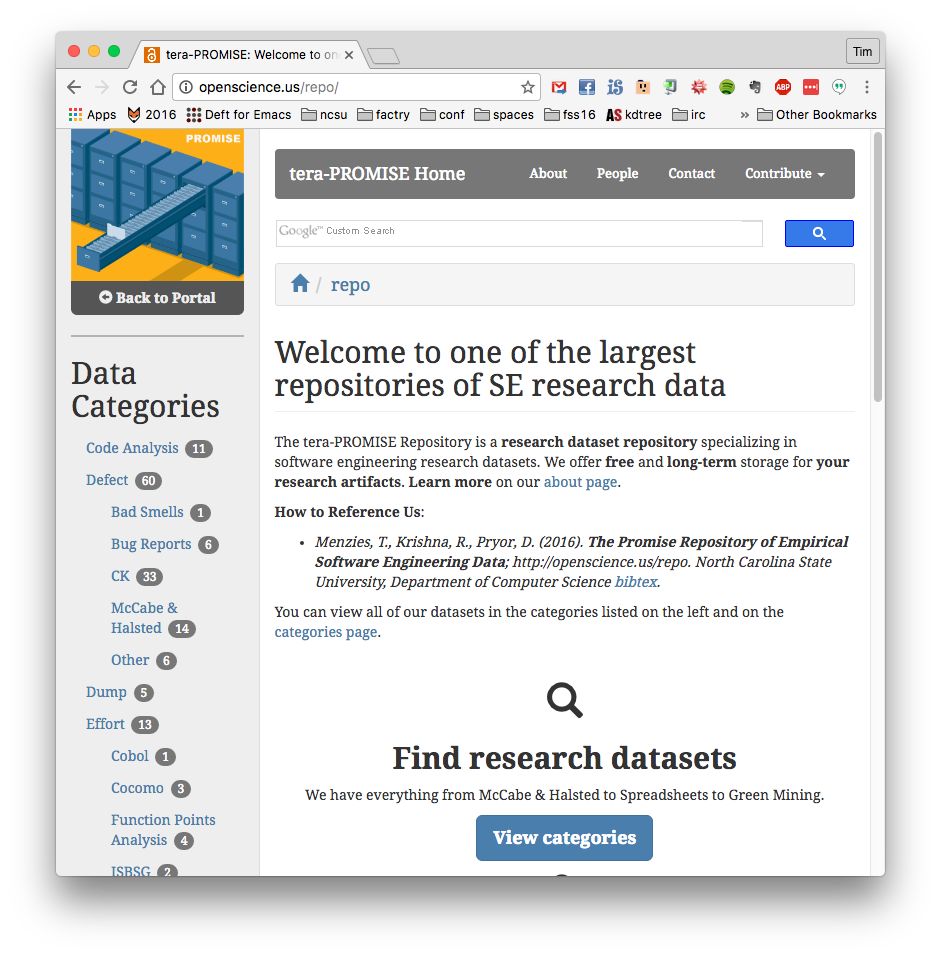 tera-PROMISE: Welcome to on
Tim
openscience.us/repo/
ABP
Apps
2016
Deft for Emacs
ncsu
factry
conf
spaces
fss16
AS kdtree
irc
»
Other Bookmarks
PROMISE
Back to Portal
Data
Categories
Code Analysis 11
Defect 60
Bad Smells 1
Bug Reports 6
CK 33
McCabe &
Halsted 14
Other 6
Dump 5
Effort 13
Cobol 1
Cocomo 3
Function Points
Analysis 4
ISBSG 2
tera-PROMISE Home
About
People
Contact
Contribute
Google™ Custom Search
/ repo
Welcome to one of the largest
repositories of SE research data
The tera-PROMISE Repository is a research dataset repository specializing in
software engineering research datasets. We offer free and long-term storage for your
research artifacts. Learn more on our about page.
How to Reference Us:
• Menzies, T., Krishna, R., Pryor, D. (2016). The Promise Repository of Empirical
Software Engineering Data; http://openscience.us/repo. North Carolina State
University, Department of Computer Science bibtex.
You can view all of our datasets in the categories listed on the left and on the
categories page.
Find research datasets
We have everything from McCabe & Halsted to Spreadsheets to Green Mining.
View categories